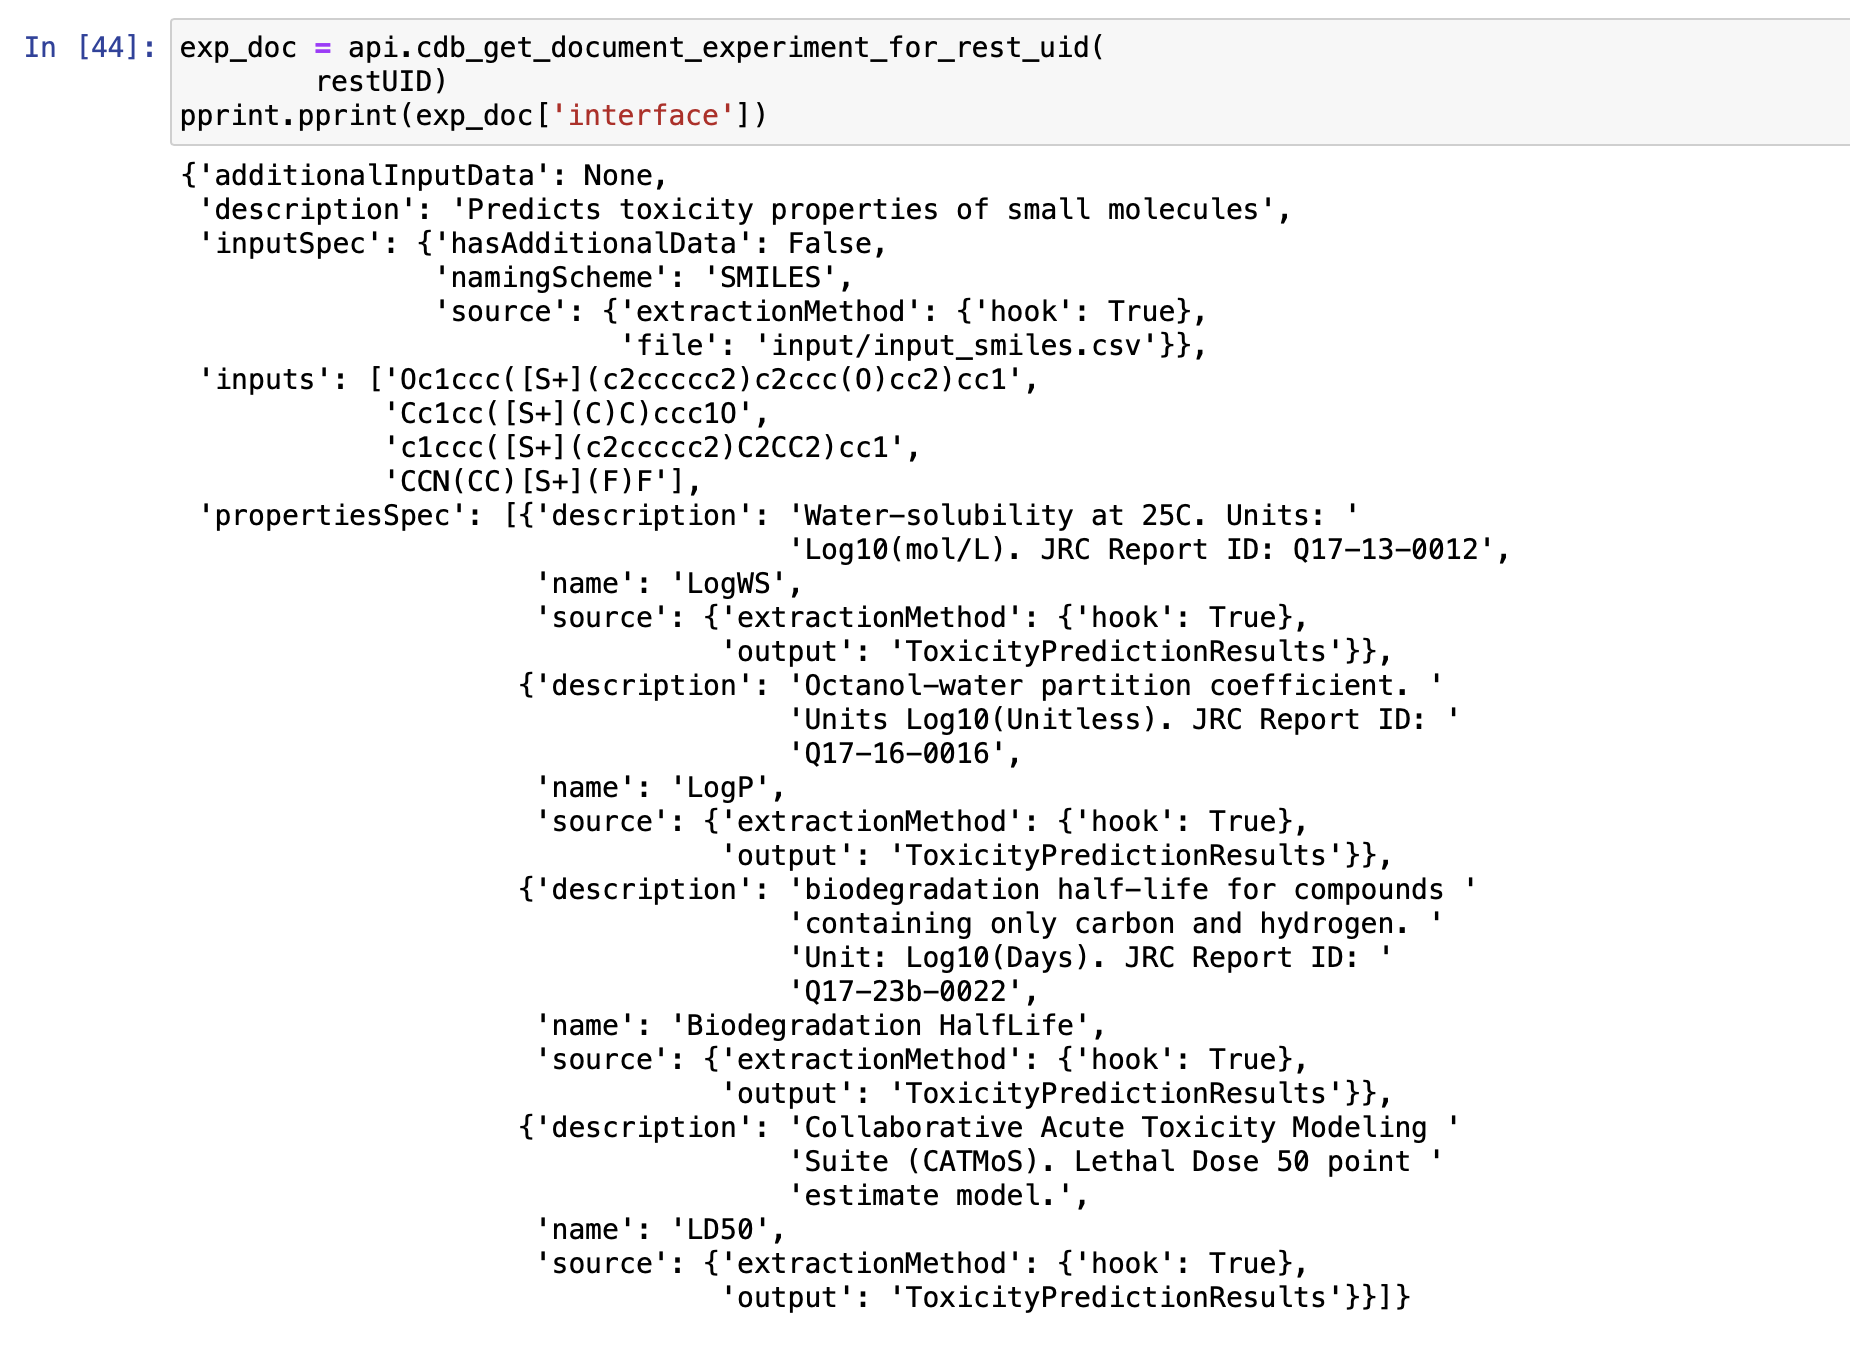 In [44]: exp_doc = api.cdb_get_document_experiment_for_rest_uid(
        restUID)
pprint.pprint(exp_doc['interface'])
{'additionalInputData': None,
 'description': 'Predicts toxicity properties of small molecules',
 'inputSpec': {'hasAdditionalData': False,
               'namingScheme': 'SMILES',
               'source': {'extractionMethod': {'hook': True},
                          'file': 'input/input_smiles.csv'}},
 'inputs': ['Oc1ccc([S+](c2ccccc2)c2ccc(O)cc2)cc1',
            'Cc1cc([S+](C)C)ccc1O',
            'c1ccc([S+](c2ccccc2)C2CC2)cc1',
            'CCN(CC)[S+](F)F'],
 'propertiesSpec': [{'description': 'Water-solubility at 25C. Units: '
                                    'Log10(mol/L). JRC Report ID: Q17-13-0012',
                     'name': 'LogWS',
                     'source': {'extractionMethod': {'hook': True},
                                'output': 'ToxicityPredictionResults'}},
                    {'description': 'Octanol-water partition coefficient. '
                                    'Units Log10(Unitless). JRC Report ID: '
                                    'Q17-16-0016',
                     'name': 'LogP',
                     'source': {'extractionMethod': {'hook': True},
                                'output': 'ToxicityPredictionResults'}},
                    {'description': 'biodegradation half-life for compounds '
                                    'containing only carbon and hydrogen. '
                                    'Unit: Log10(Days). JRC Report ID: '
                                    'Q17-23b-0022',
                     'name': 'Biodegradation HalfLife',
                     'source': {'extractionMethod': {'hook': True},
                                'output': 'ToxicityPredictionResults'}},
                    {'description': 'Collaborative Acute Toxicity Modeling '
                                    'Suite (CATMoS). Lethal Dose 50 point '
                                    'estimate model.',
                     'name': 'LD50',
                     'source': {'extractionMethod': {'hook': True},
                                'output': 'ToxicityPredictionResults'}}]}